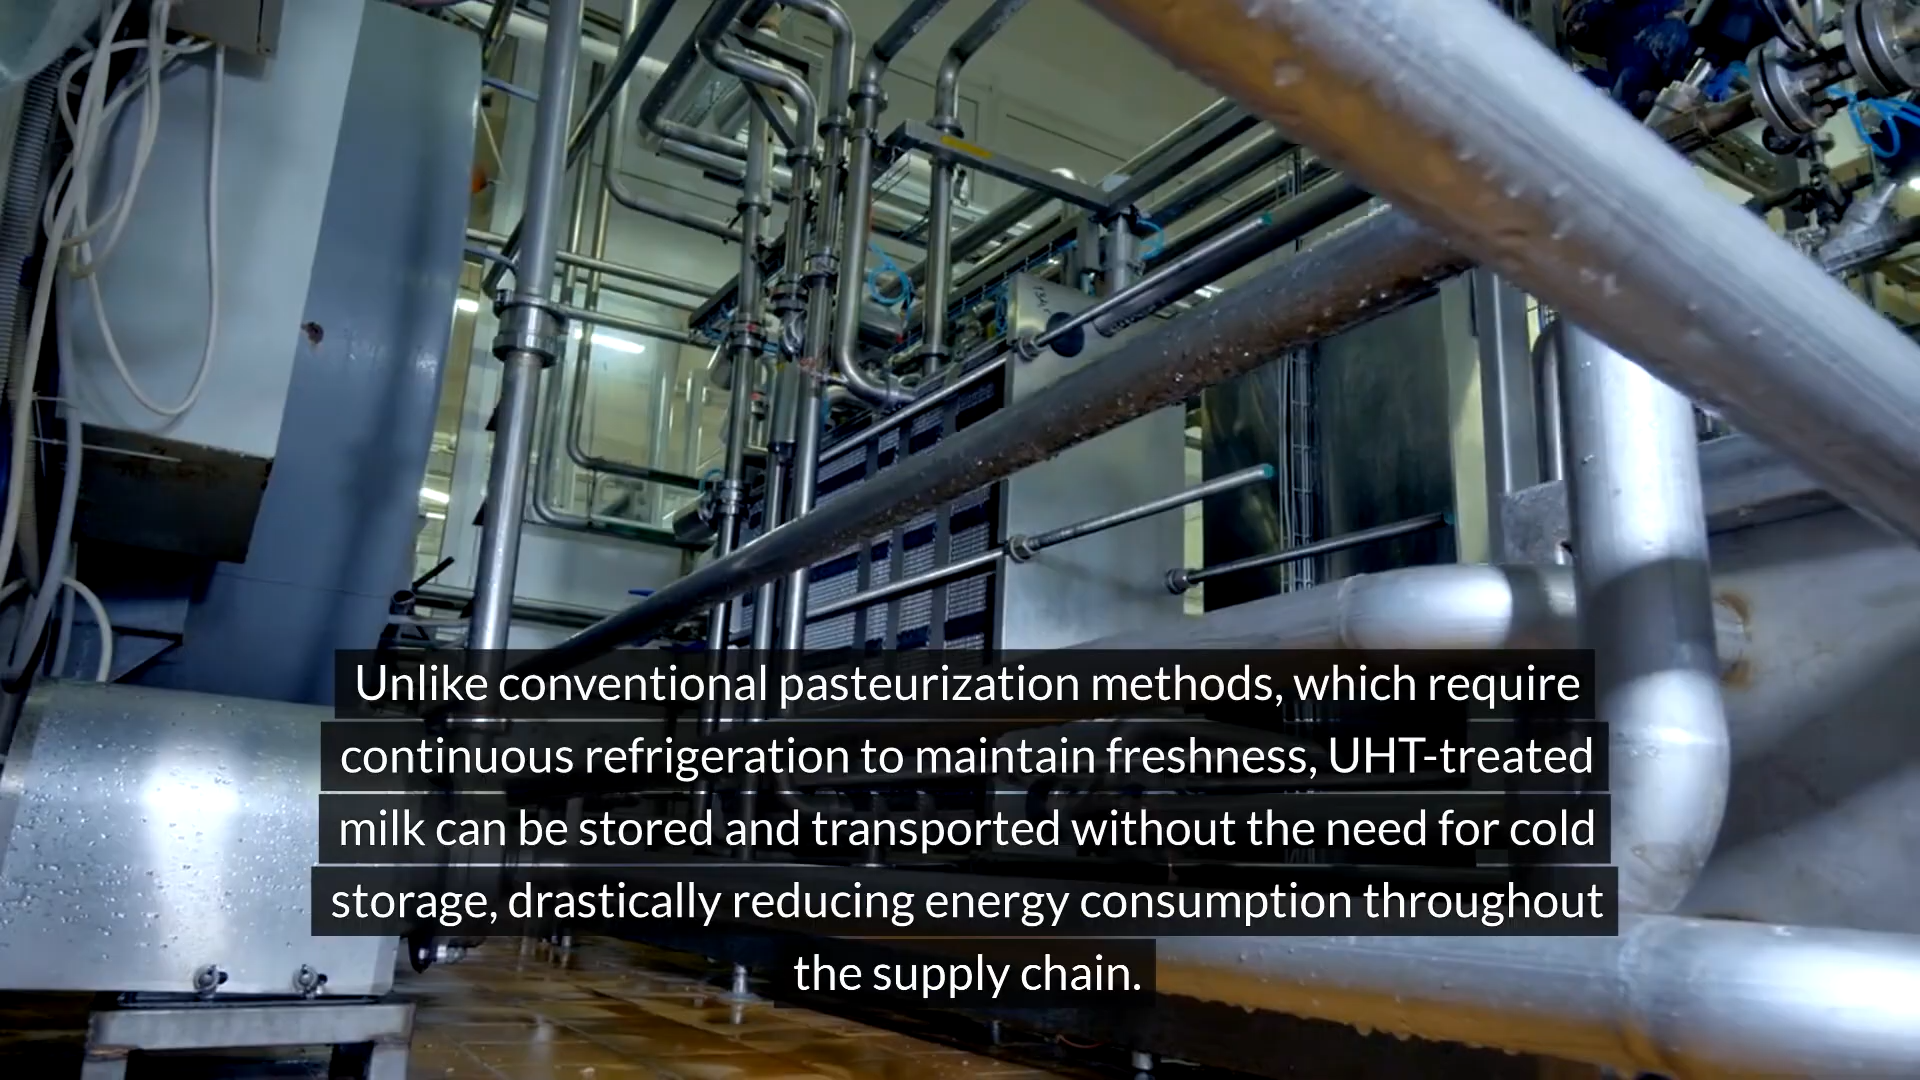 Unlike conventional pasteurization methods, which require
continuous refrigeration to maintain freshness, UHT-treated
milk can be stored and transported without the need for cold
storage, drastically reducing energy consumption throughout
the supply chain.